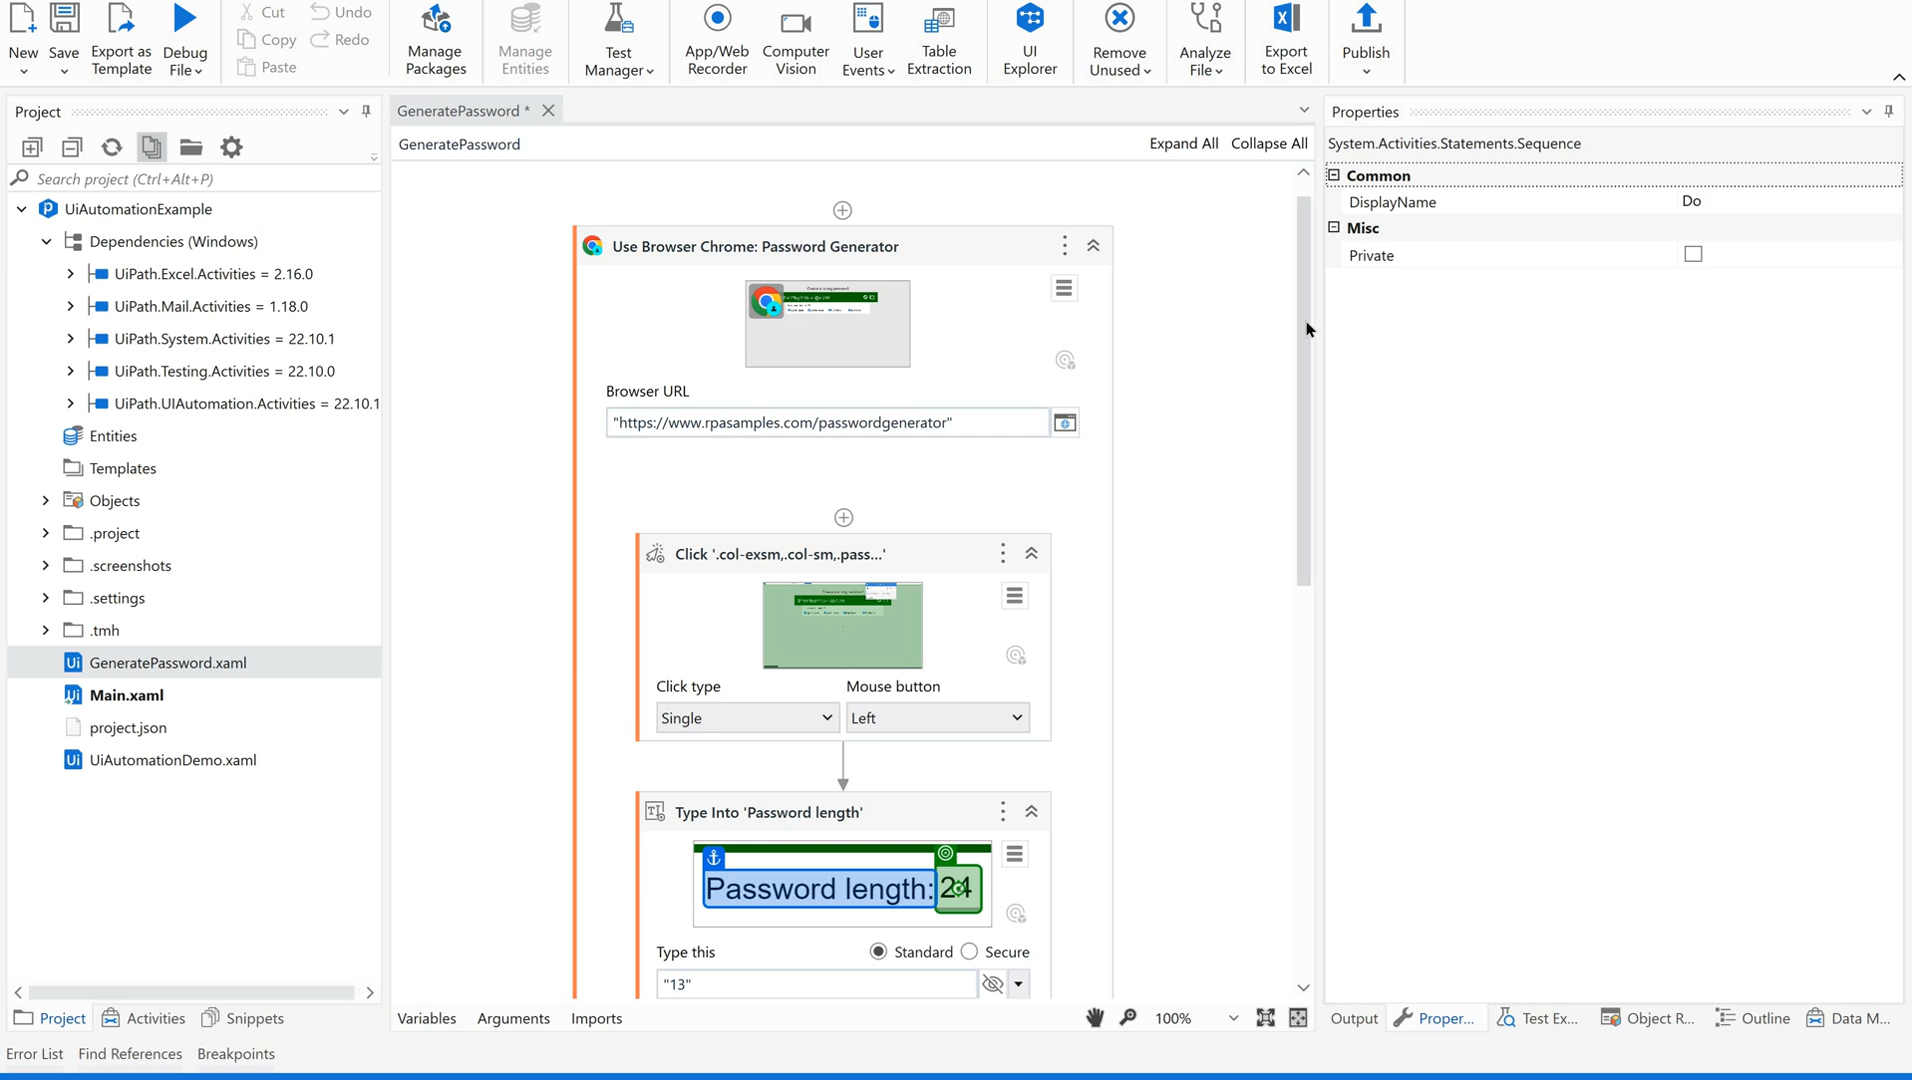 New
Save
Export as
Template
Debug
File
Cut
Copy
Paste
Undo
Redo
Manage
Packages
Manage
Entities
Test
Manager
App/Web
Recorder
Computer
Vision
User
Events
Table
Extraction
UI
Explorer
Remove
Unused
Analyze
File
Export
to Excel
Publish
Project
Search project (Ctrl+Alt+P)
UiAutomationExample
Dependencies (Windows)
UiPath.Excel.Activities = 2.16.0
UiPath.Mail.Activities = 1.18.0
UiPath.System.Activities = 22.10.1
UiPath.Testing.Activities = 22.10.0
UiPath.UIAutomation.Activities = 22.10.1
Entities
Templates
Objects
.project
.screenshots
.settings
.tmh
GeneratePassword.xaml
Main.xaml
project.json
UiAutomationDemo.xaml
Project
Activities
Snippets
GeneratePassword *
GeneratePassword
Expand All
Collapse All
Use Browser Chrome: Password Generator
Browser URL
"https://www.rpasamples.com/passwordgenerator"
Click '.col-exsm,.col-sm,.pass...'
Click type
Mouse button
Single
Left
Type Into 'Password length'
Password length: 24
Type this
Standard
Secure
"13"
Variables
Arguments
Imports
100%
Properties
System.Activities.Statements.Sequence
Common
DisplayName
Do
Misc
Private
Output
Proper...
Test Ex...
Object R...
Outline
Data M...
Error List
Find References
Breakpoints